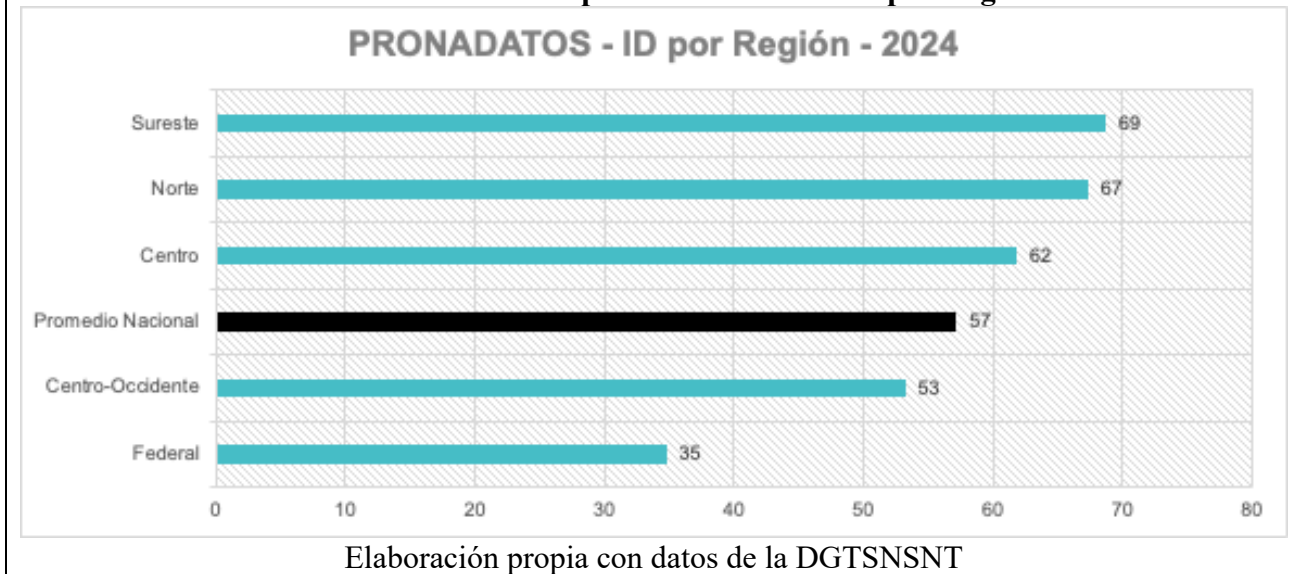 PRONADATOS - ID por Región - 2024
Sureste 69
Norte 67
Centro 62
Promedio Nacional 57
Centro-Occidente 53
Federal 35
0 10 20 30 40 50 60 70 80
Elaboración propia con datos de la DGTSNSNT